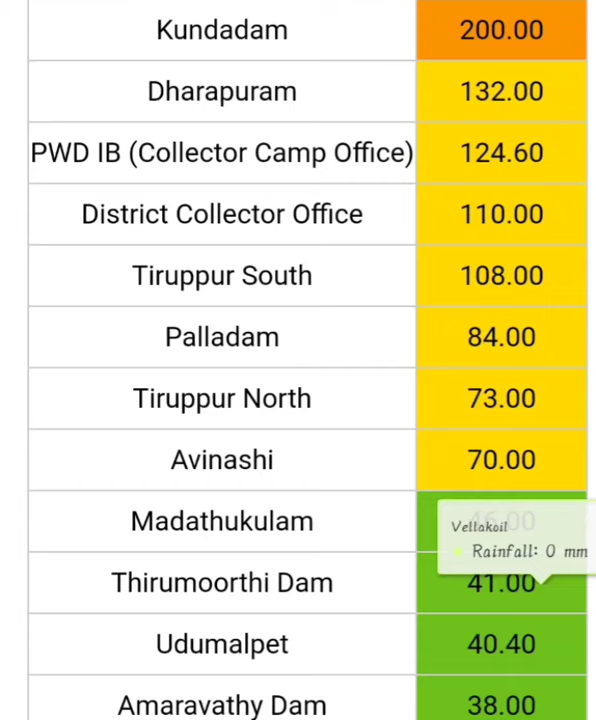 Kundadam 200.00
Dharapuram 132.00
PWD IB (Collector Camp Office) 124.60
District Collector Office 110.00
Tiruppur South 108.00
Palladam 84.00
Tiruppur North 73.00
Avinashi 70.00
Madathukulam 46.00
Vellakoil
Rainfall: 0 mm
Thirumoorthi Dam 41.00
Udumalpet 40.40
Amaravathy Dam 38.00